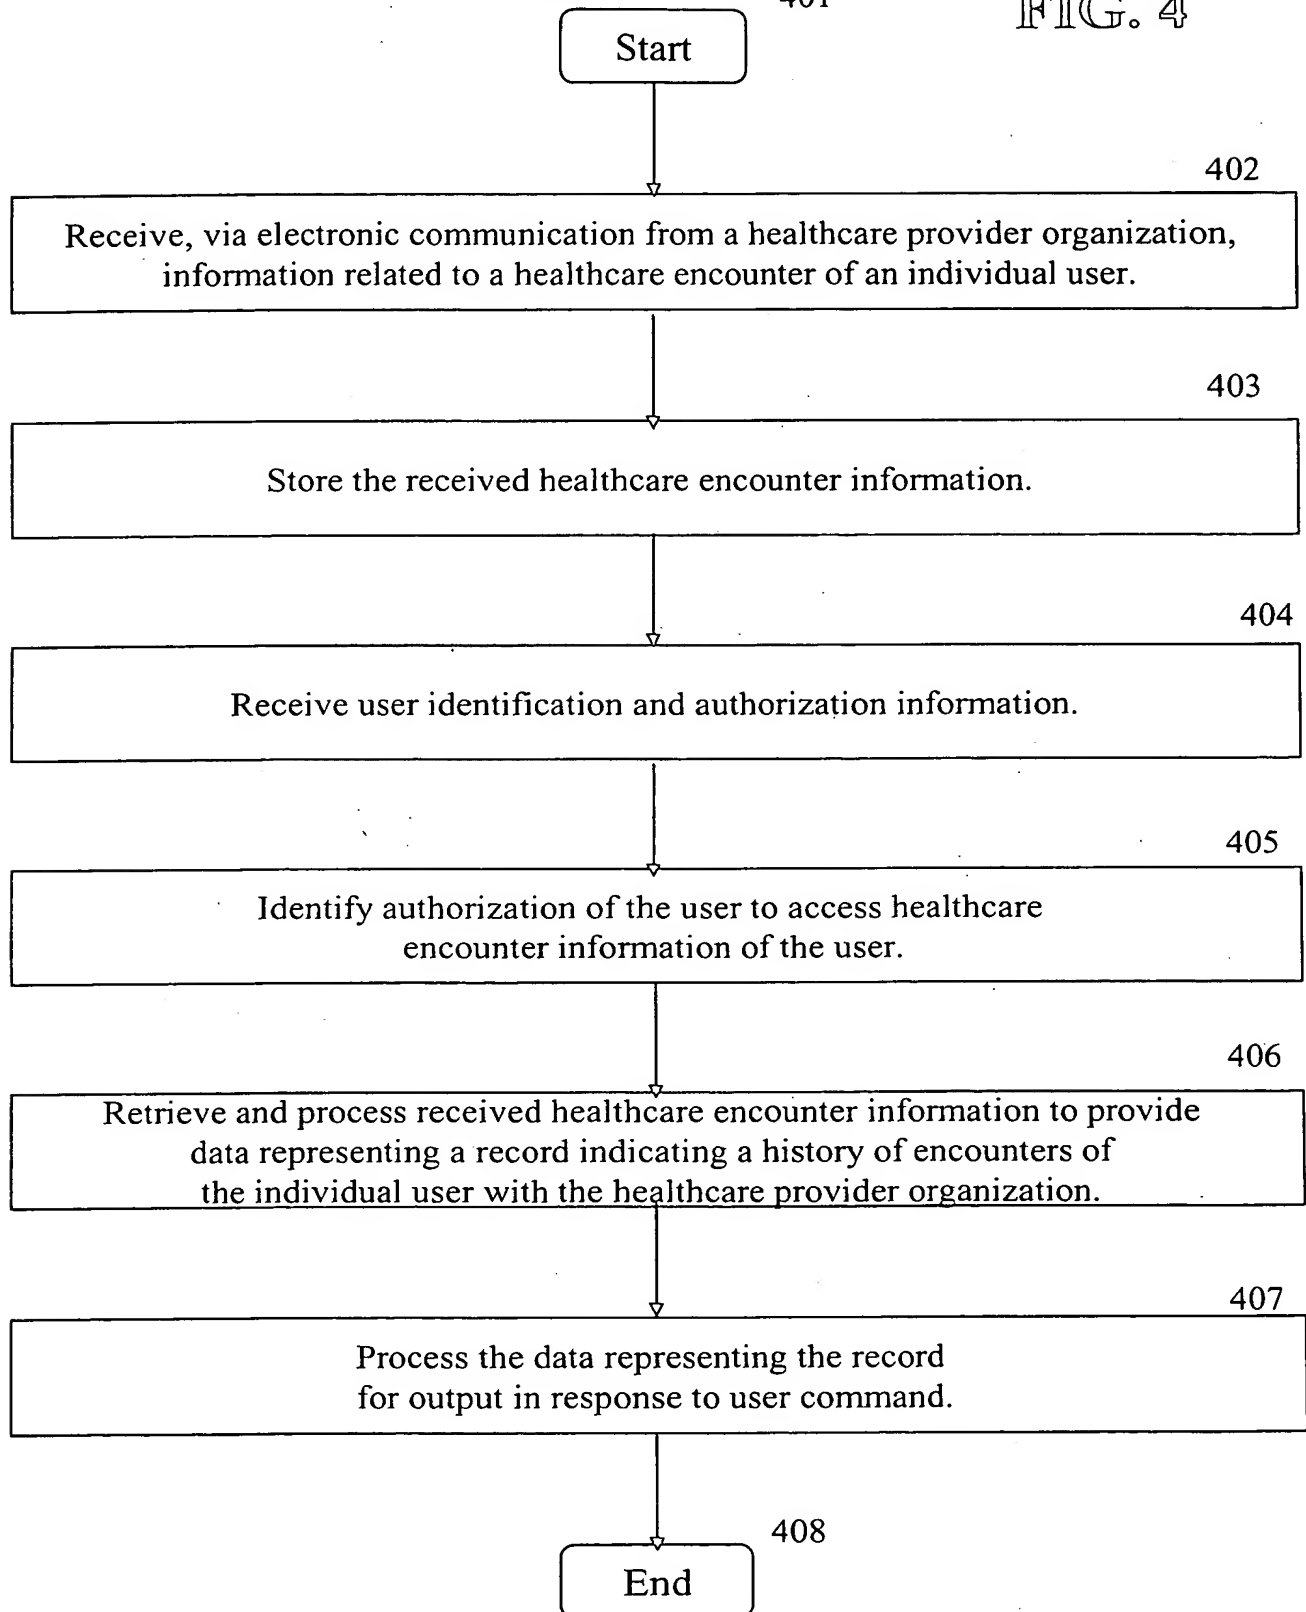 401
FIG. 4
Start
402
Receive, via electronic communication from a healthcare provider organization,
information related to a healthcare encounter of an individual user.
403
Store the received healthcare encounter information.
404
Receive user identification and authorization information.
405
Identify authorization of the user to access healthcare
encounter information of the user.
406
Retrieve and process received healthcare encounter information to provide
data representing a record indicating a history of encounters of
the individual user with the healthcare provider organization.
407
Process the data representing the record
for output in response to user command.
408
End